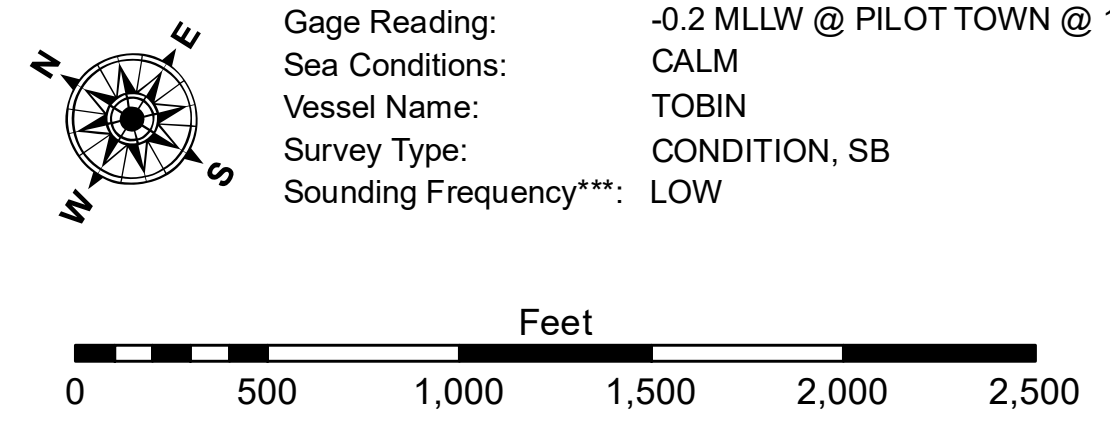 N
E
W
S
Gage Reading: -0.2 MLLW @ PILOT TOWN @
Sea Conditions: CALM
Vessel Name: TOBIN
Survey Type: CONDITION, SB
Sounding Frequency***: LOW
Feet
0 500 1,000 1,500 2,000 2,500